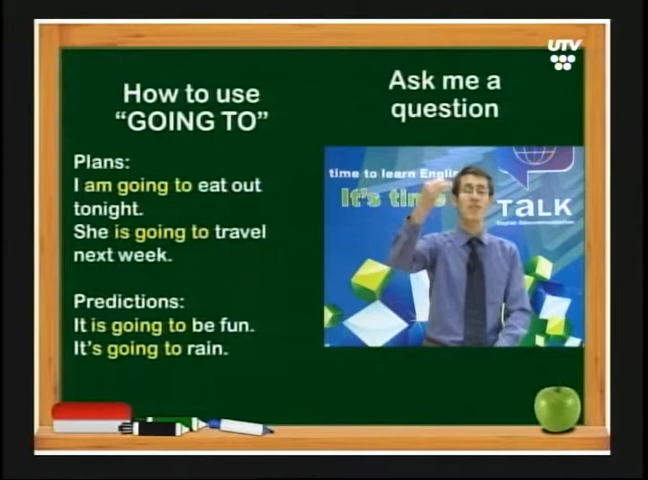 UTV
How to use
"GOING TO"
Plans:
I am going to eat out
tonight.
She is going to travel
next week.
Predictions:
It is going to be fun.
It's going to rain.
Ask me a
question
time to learn Englis
It's time
TaLK